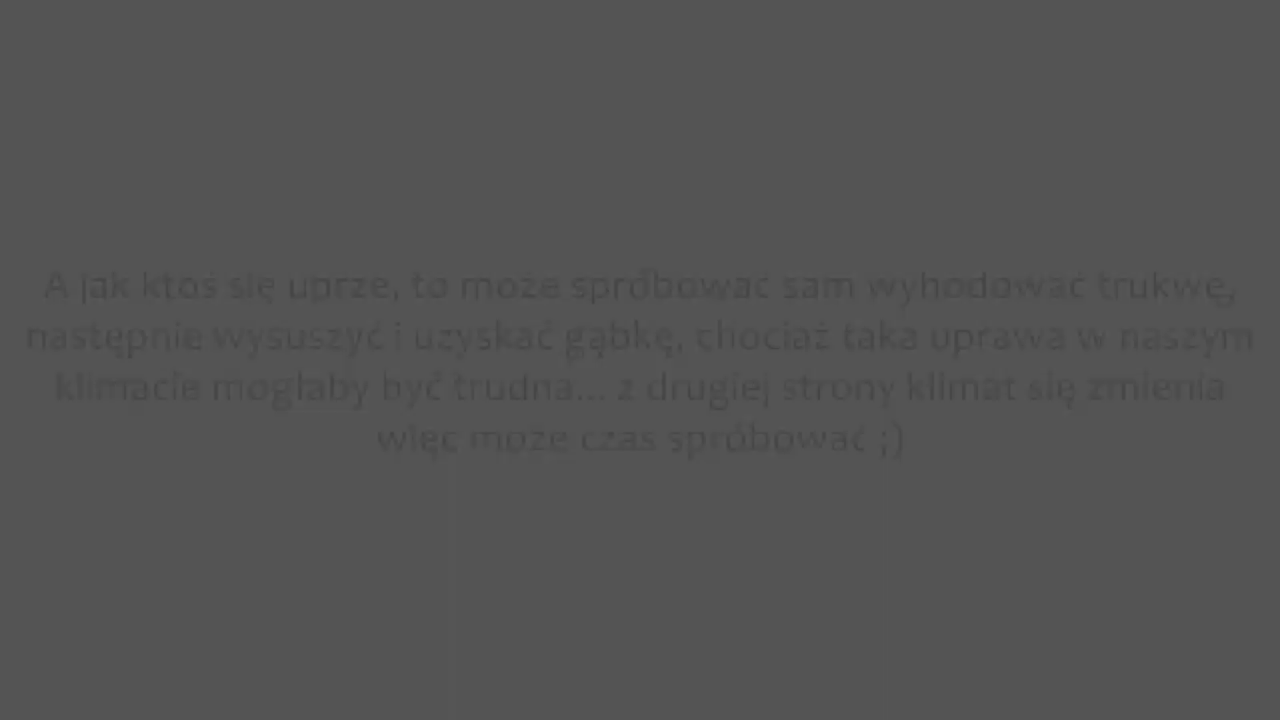 A jak ktoś się uprze, to może spróbować sam wyhodować trukwę,
następnie wysuszyć i uzyskać gąbkę, chociaż taka uprawa w naszym
klimacie mogłaby być trudna... z drugiej strony klimat się zmienia
więc może czas spróbować ;)